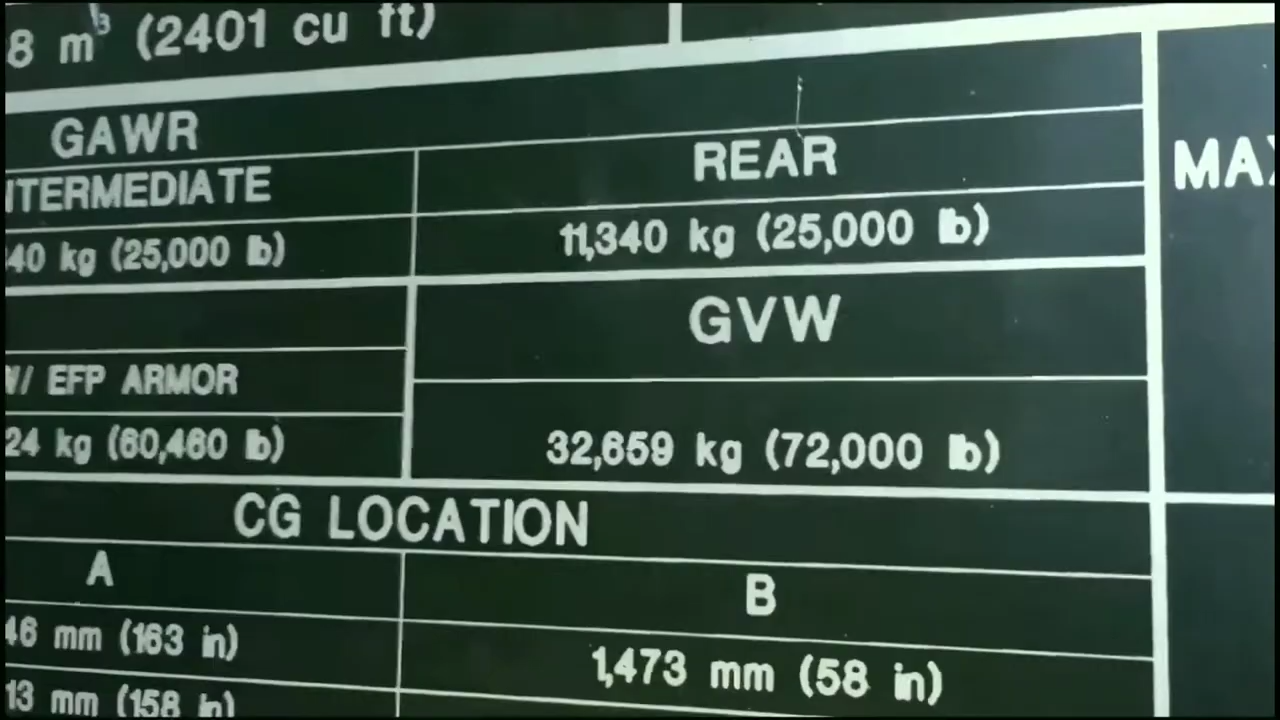 8 m³ (2401 cu ft)
GAWR
NTERMEDIATE
REAR
MAX
40 kg (25,000 lb)
11,340 kg (25,000 lb)
GVW
W/ EFP ARMOR
24 kg (60,460 lb)
32,659 kg (72,000 lb)
CG LOCATION
A
B
46 mm (163 in)
1,473 mm (58 in)
13 mm (158 in)